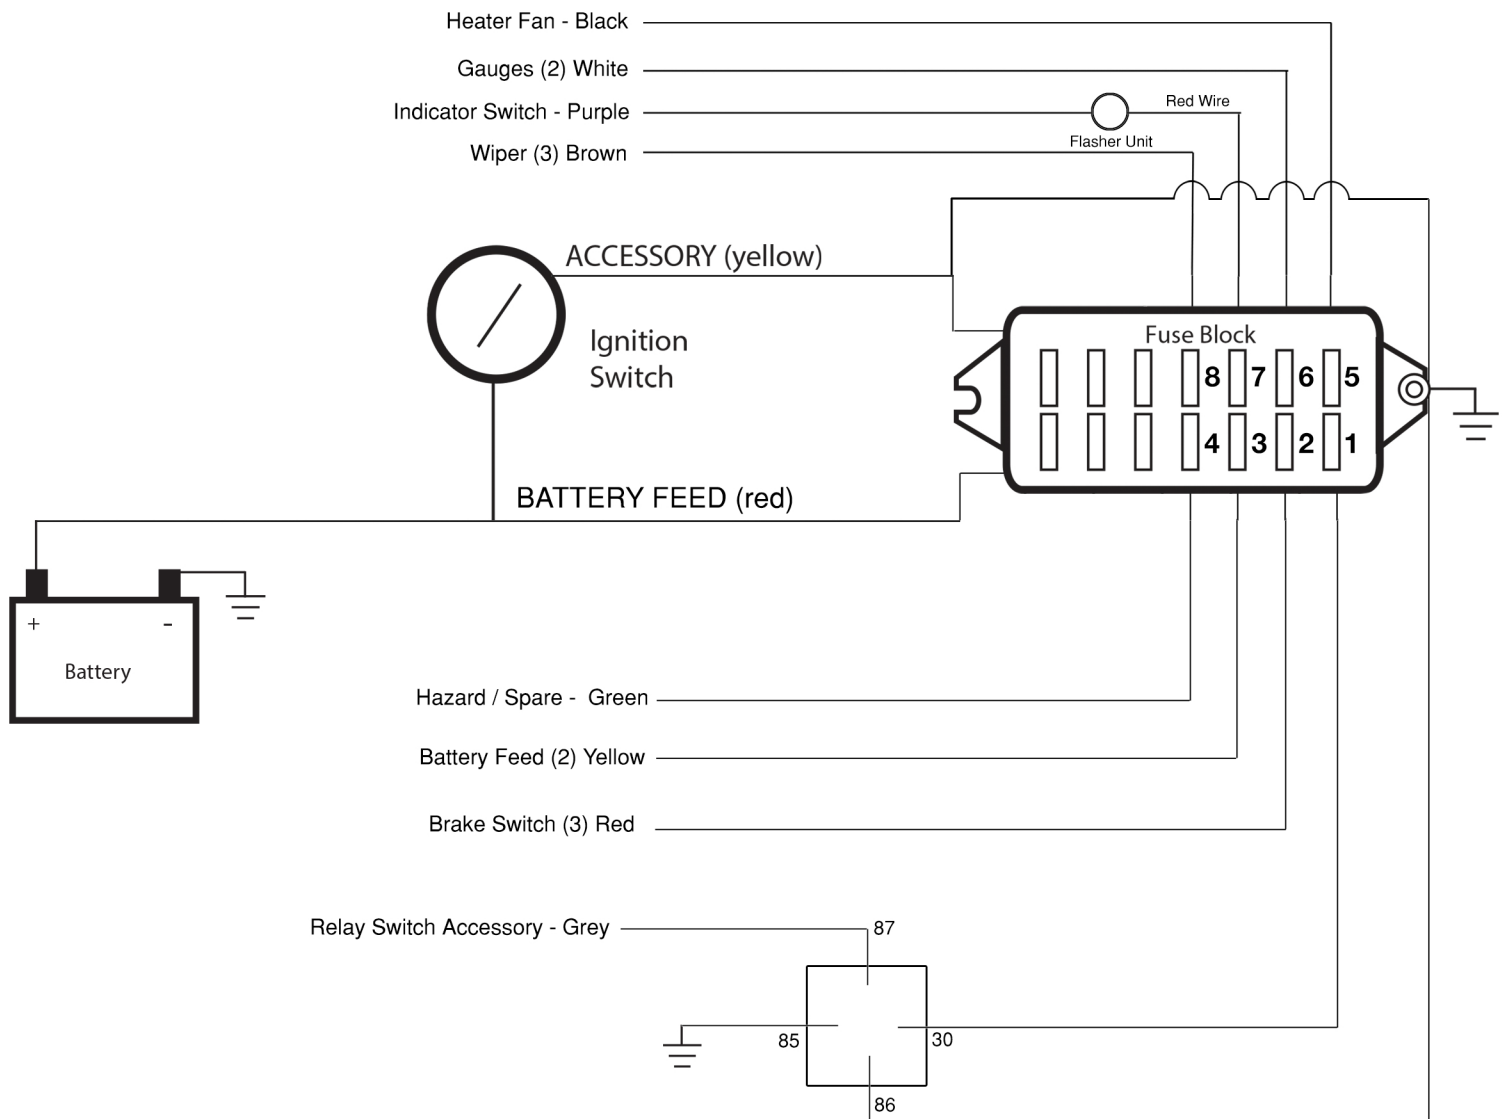 Heater Fan - Black
Gauges (2) White
Indicator Switch - Purple
Red Wire
Flasher Unit
Wiper (3) Brown
ACCESSORY (yellow)
Ignition
Switch
Fuse Block
8 7 6 5
4 3 2 1
BATTERY FEED (red)
+ -
Battery
Hazard / Spare - Green
Battery Feed (2) Yellow
Brake Switch (3) Red
Relay Switch Accessory - Grey
87
85
30
86